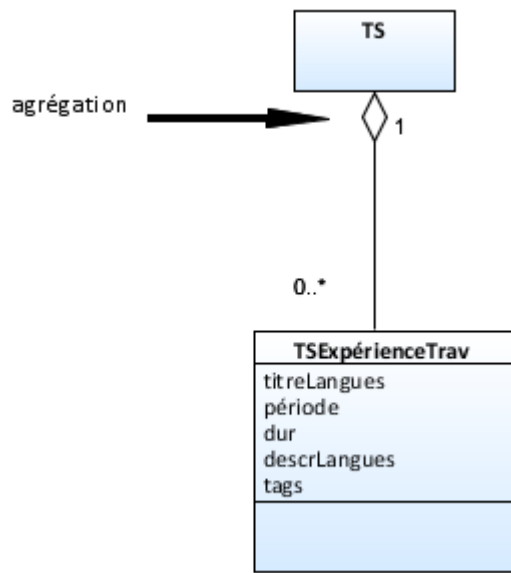 TS
agrégation
1
0..*
TSExpérienceTrav
titreLangues
période
dur
descrLangues
tags